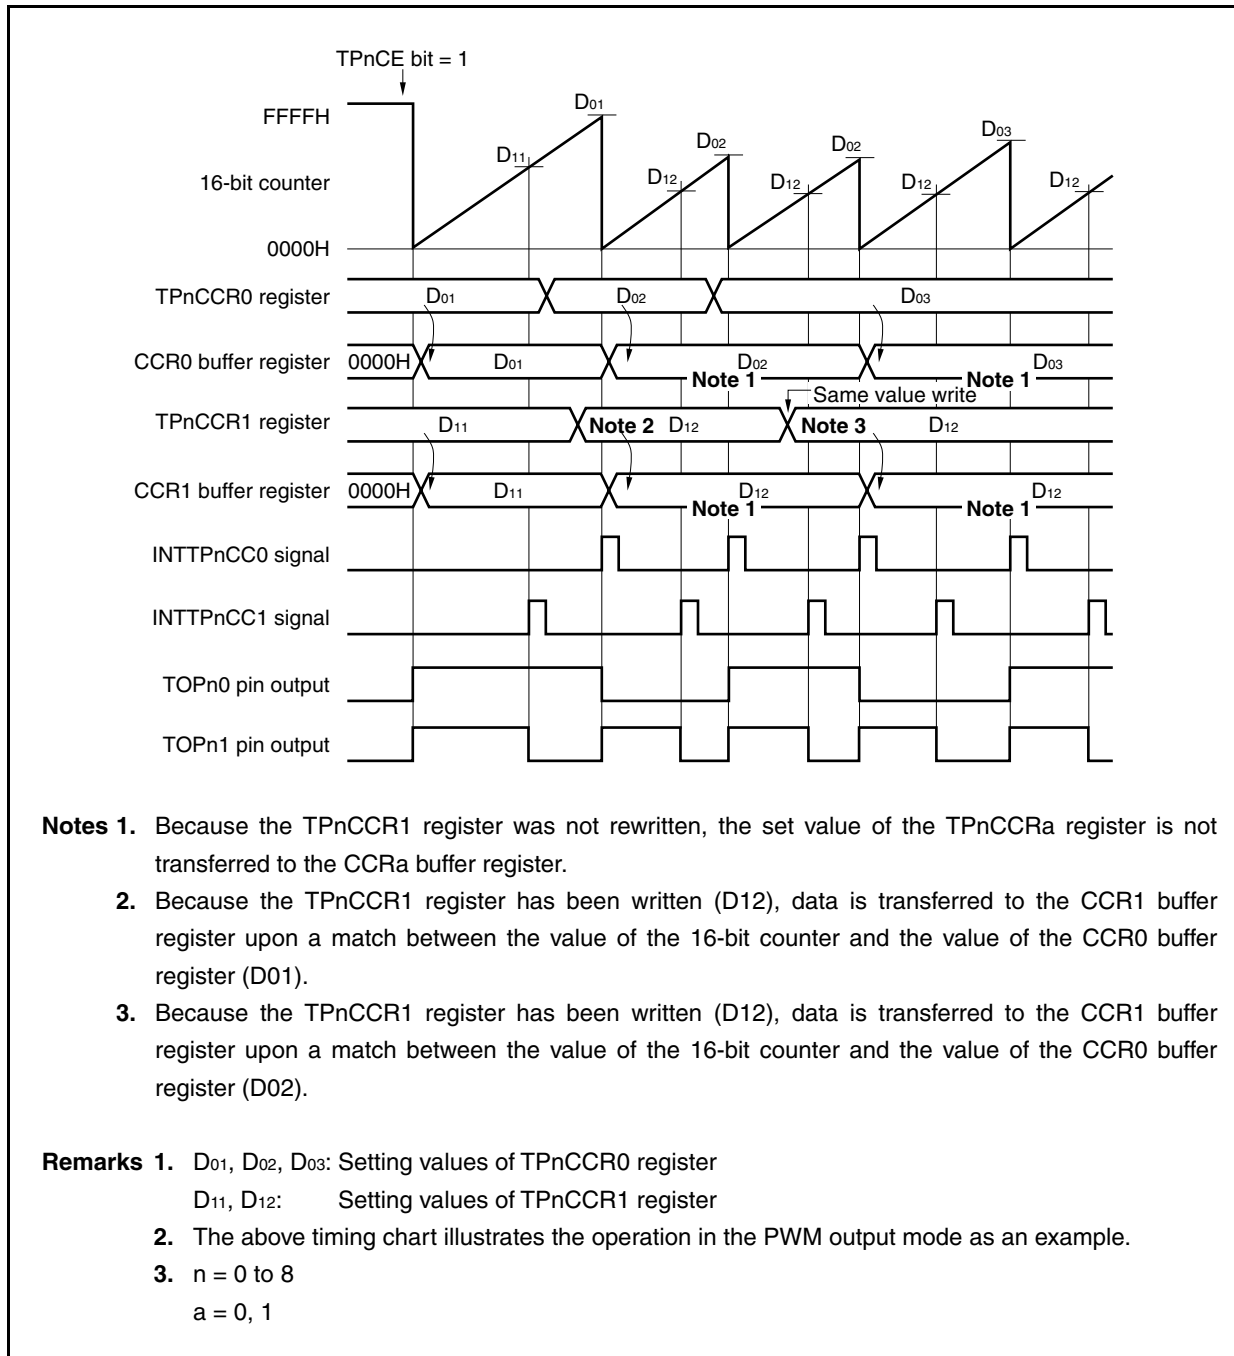 TPnCE bit = 1
FFFFH
D01
D11
D02
D12
D02
D12
D03
D12
D12
16-bit counter
0000H
TPnCCR0 register
D01
D02
D03
CCR0 buffer register
0000H
D01
D02
Note 1
D03
Note 1
Same value write
TPnCCR1 register
D11
Note 2
D12
Note 3
D12
CCR1 buffer register
0000H
D11
D12
Note 1
D12
Note 1
INTTPnCC0 signal
INTTPnCC1 signal
TOPn0 pin output
TOPn1 pin output
Notes 1. Because the TPnCCR1 register was not rewritten, the set value of the TPnCCRa register is not
transferred to the CCRa buffer register.
2. Because the TPnCCR1 register has been written (D12), data is transferred to the CCR1 buffer
register upon a match between the value of the 16-bit counter and the value of the CCR0 buffer
register (D01).
3. Because the TPnCCR1 register has been written (D12), data is transferred to the CCR1 buffer
register upon a match between the value of the 16-bit counter and the value of the CCR0 buffer
register (D02).
Remarks 1. D01, D02, D03: Setting values of TPnCCR0 register
D11, D12: Setting values of TPnCCR1 register
2. The above timing chart illustrates the operation in the PWM output mode as an example.
3. n = 0 to 8
a = 0, 1